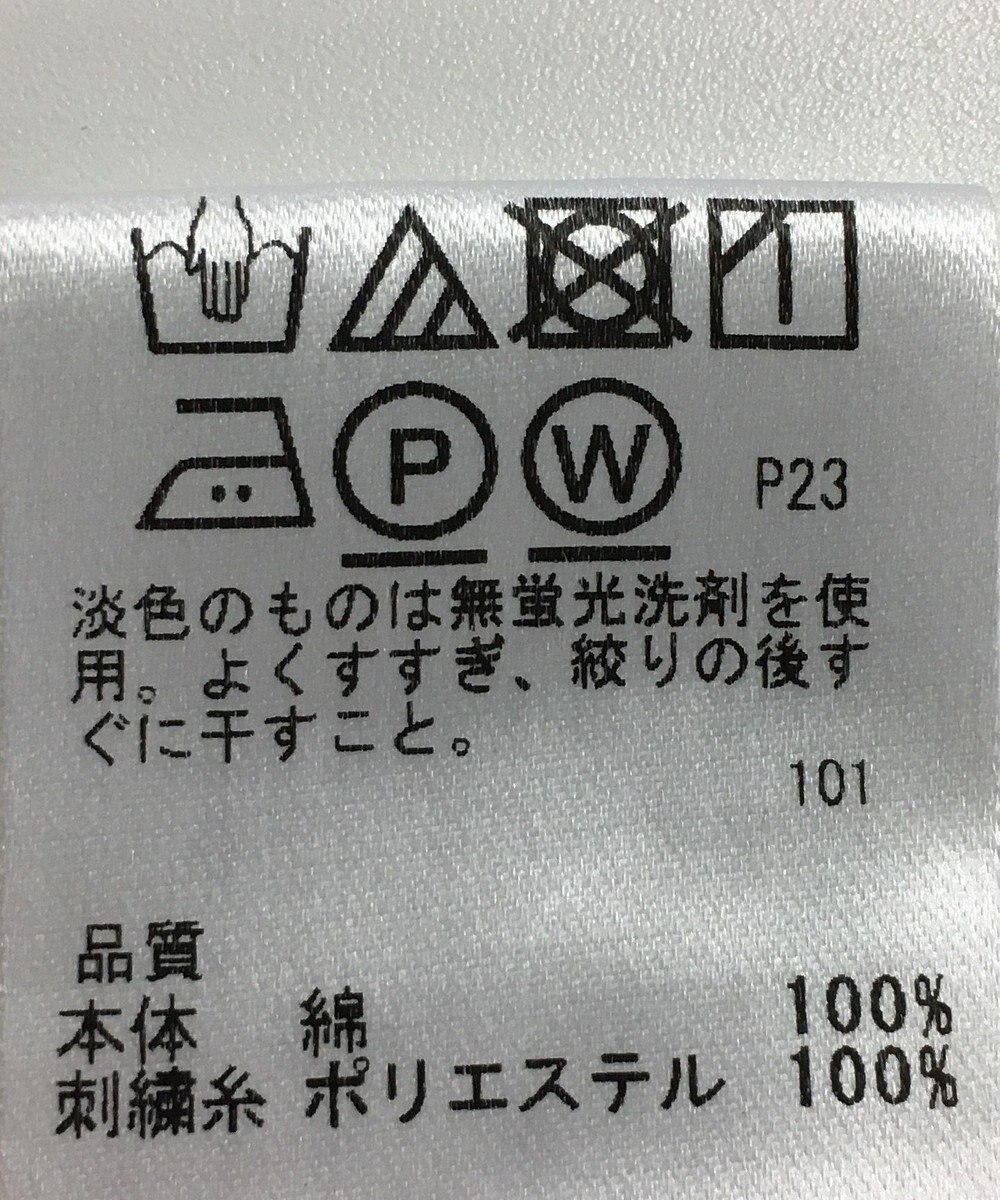 P
W
P23
淡色のものは無蛍光洗剤を使
用。よくすすぎ、絞りの後す
ぐに干すこと。
101
品質
本体 綿 100%
刺繍糸 ポリエステル 100%